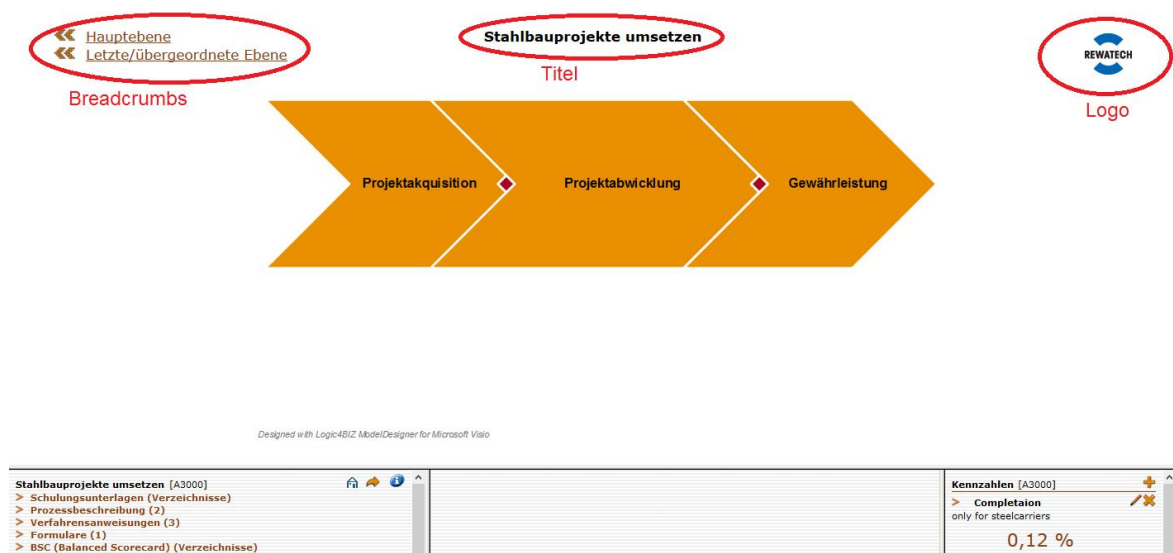 Hauptebene
Letzte/übergeordnete Ebene
Breadcrumbs
Stahlbauprojekte umsetzen
Titel
REWATECH
Logo
Projektakquisition
Projektabwicklung
Gewährleistung
Designed with Logic4BIZ ModelDesigner for Microsoft Visio
Stahlbauprojekte umsetzen [A3000]
> Schulungsunterlagen (Verzeichnisse)
> Prozessbeschreibung (2)
> Verfahrensanweisungen (3)
> Formulare (1)
> BSC (Balanced Scorecard) (Verzeichnisse)
Kennzahlen [A3000]
> Completaion
only for steelcarriers
0,12 %